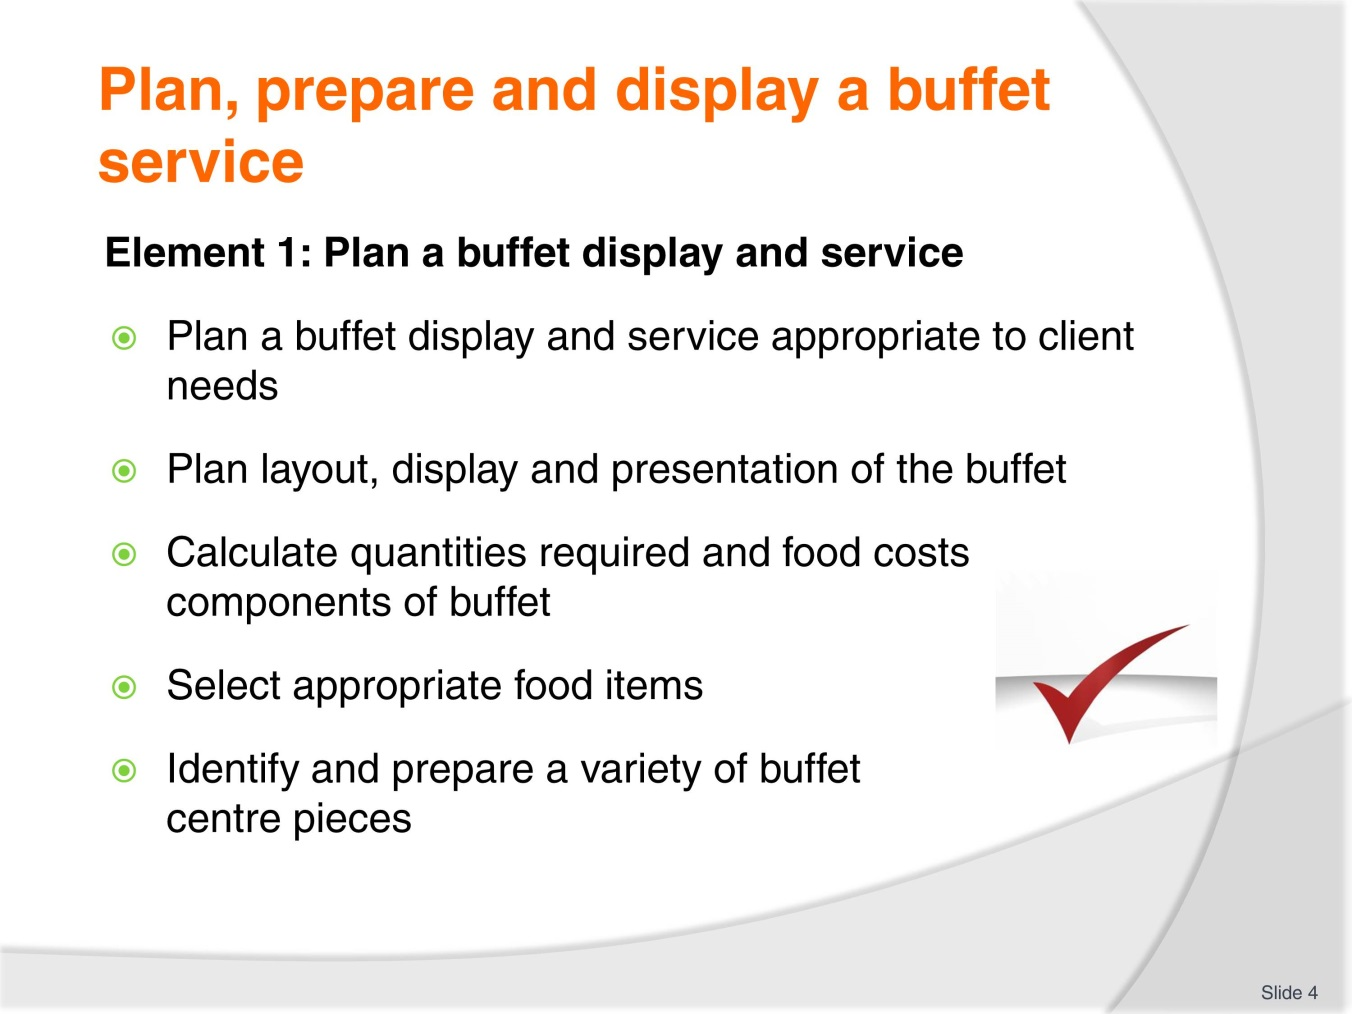 Plan, prepare and display a buffet
service
Element 1: Plan a buffet display and service
Plan a buffet display and service appropriate to client
needs
Plan layout, display and presentation of the buffet
Calculate quantities required and food costs
components of buffet
Select appropriate food items
Identify and prepare a variety of buffet
centre pieces
Slide 4